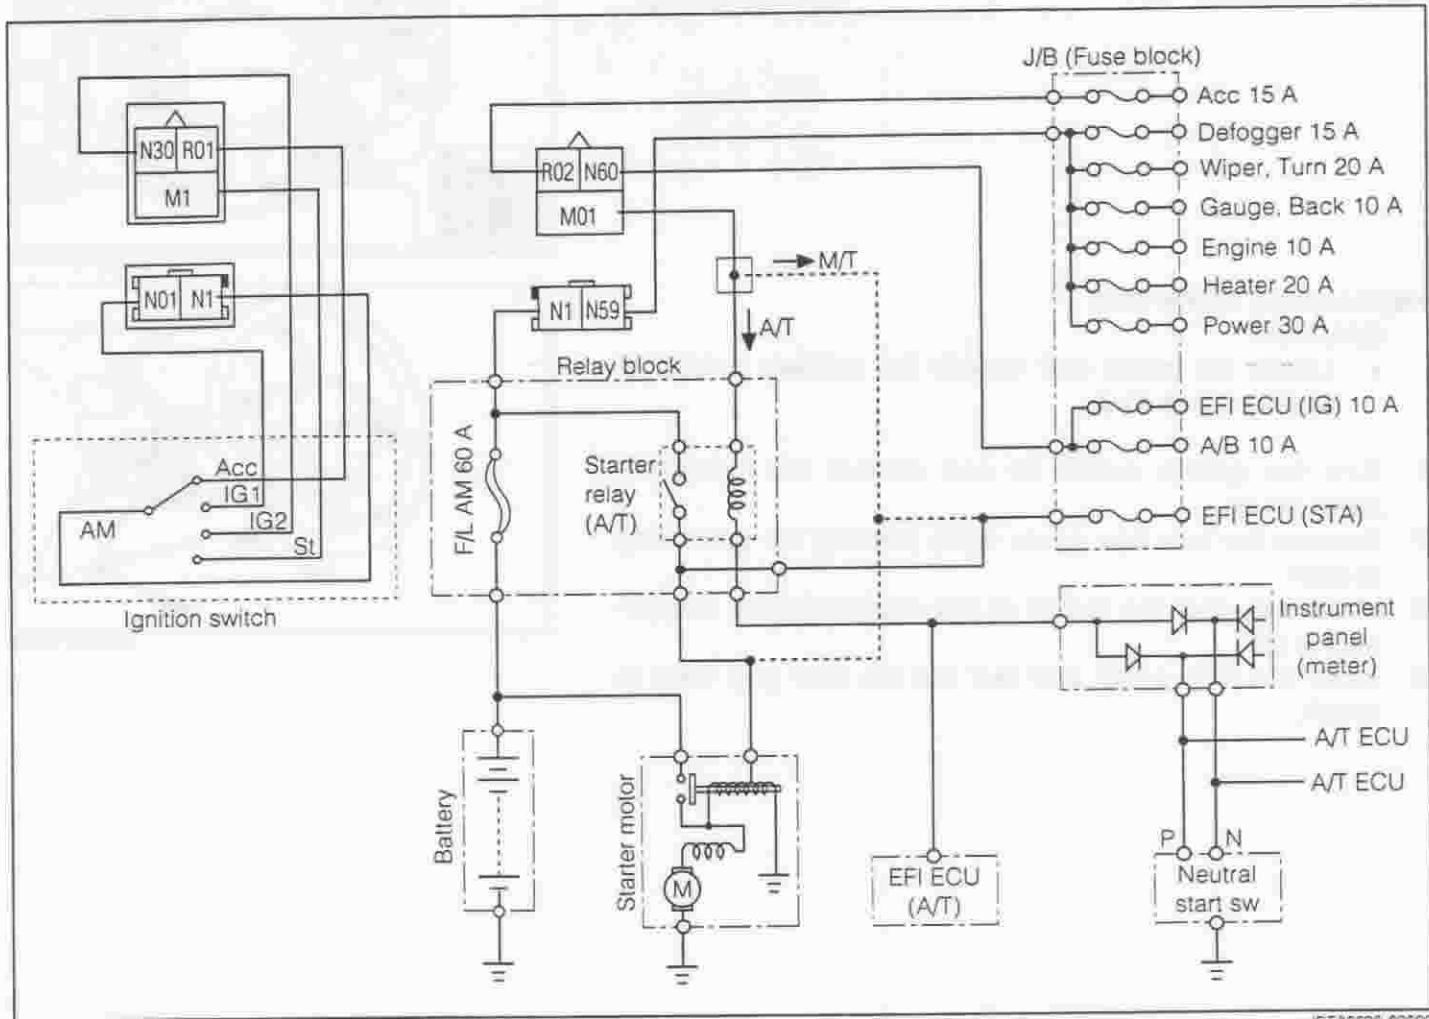 J/B (Fuse block)
Acc 15 A
Defogger 15 A
Wiper, Turn 20 A
Gauge, Back 10 A
Engine 10 A
Heater 20 A
Power 30 A
EFI ECU (IG) 10 A
A/B 10 A
EFI ECU (STA)
N30 R01
M1
N01 N1
R02 N60
M01
M/T
A/T
N1 N59
Relay block
F/L AM 60 A
Starter
relay
(A/T)
Acc
IG1
IG2
St
AM
Ignition switch
Instrument
panel
(meter)
A/T ECU
A/T ECU
Battery
Starter motor
M
EFI ECU
(A/T)
P N
Neutral
start sw